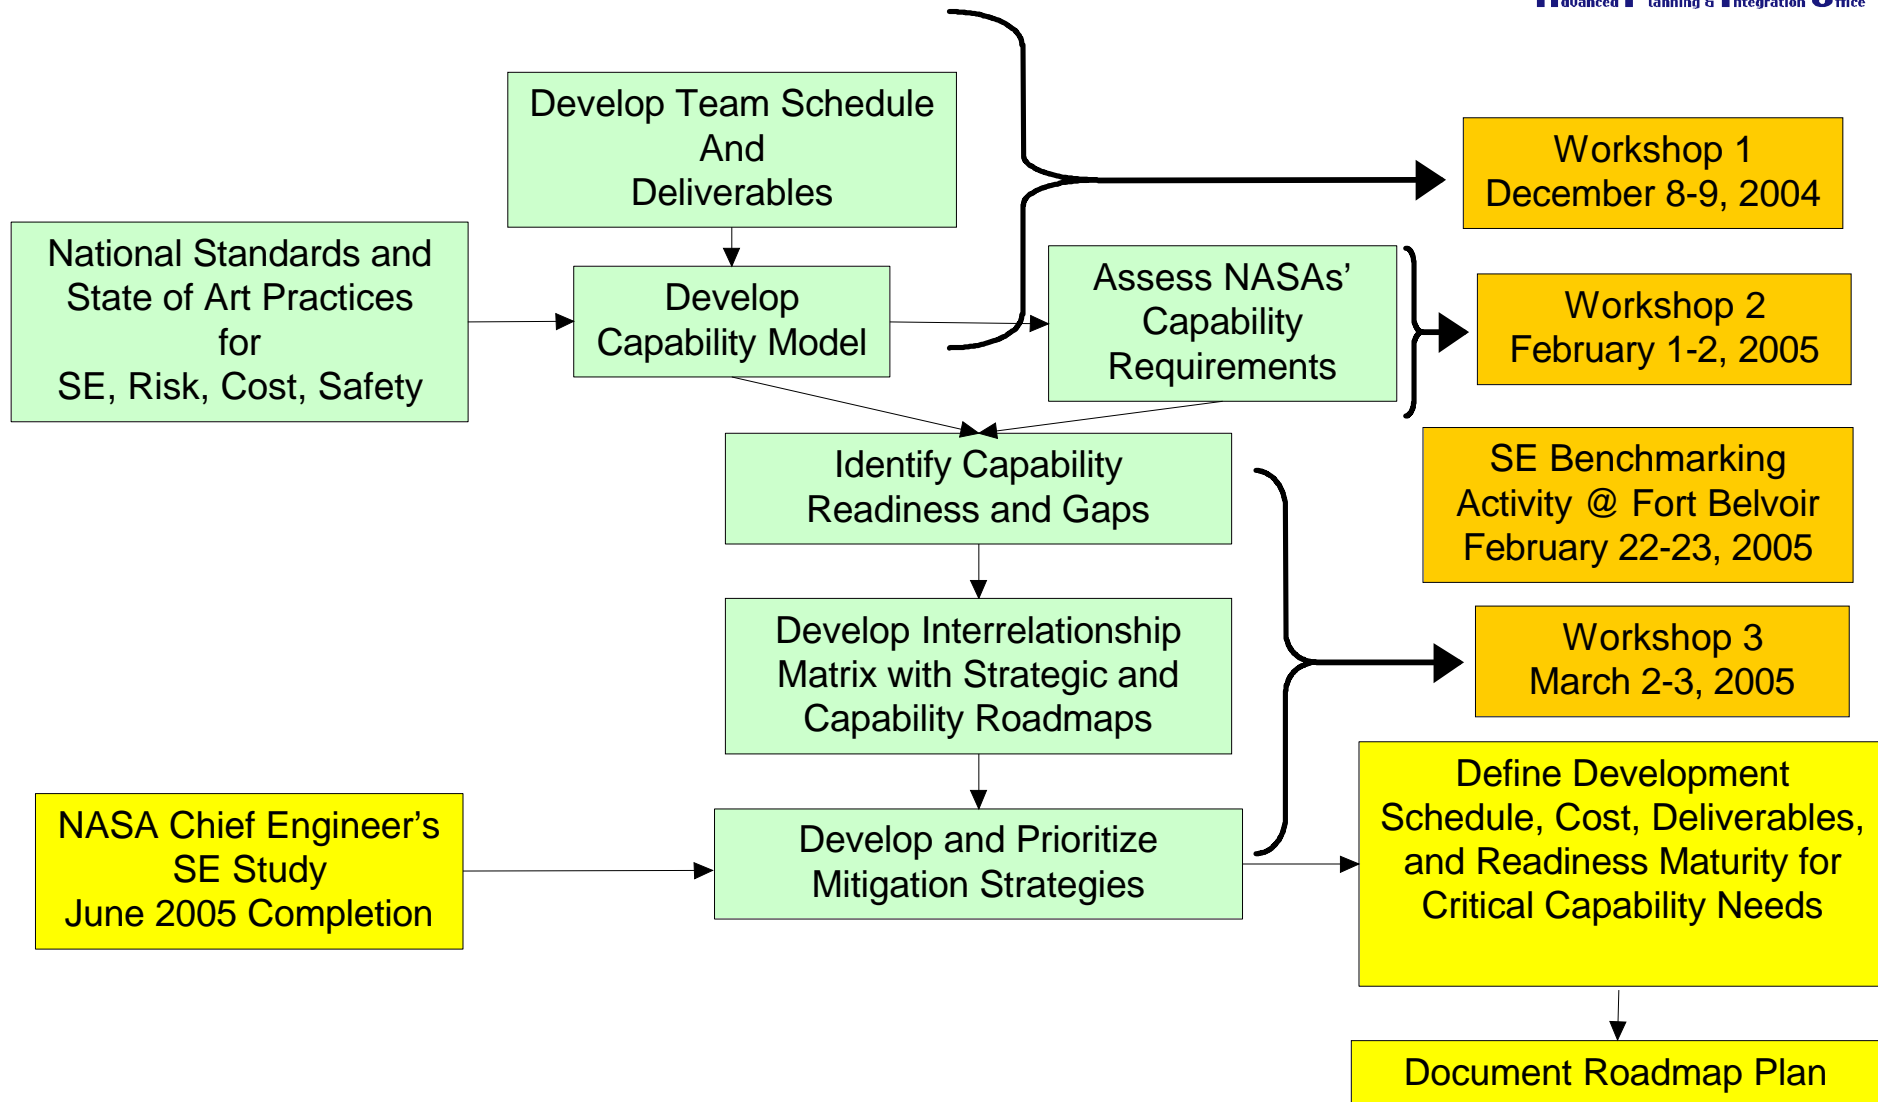 Advanced Planning & Integration Office
Develop Team Schedule
And
Deliverables
Workshop 1
December 8-9, 2004
National Standards and
State of Art Practices
for
SE, Risk, Cost, Safety
Develop
Capability Model
Assess NASAs’
Capability
Requirements
Workshop 2
February 1-2, 2005
Identify Capability
Readiness and Gaps
SE Benchmarking
Activity @ Fort Belvoir
February 22-23, 2005
Develop Interrelationship
Matrix with Strategic and
Capability Roadmaps
Workshop 3
March 2-3, 2005
NASA Chief Engineer’s
SE Study
June 2005 Completion
Develop and Prioritize
Mitigation Strategies
Define Development
Schedule, Cost, Deliverables,
and Readiness Maturity for
Critical Capability Needs
Document Roadmap Plan